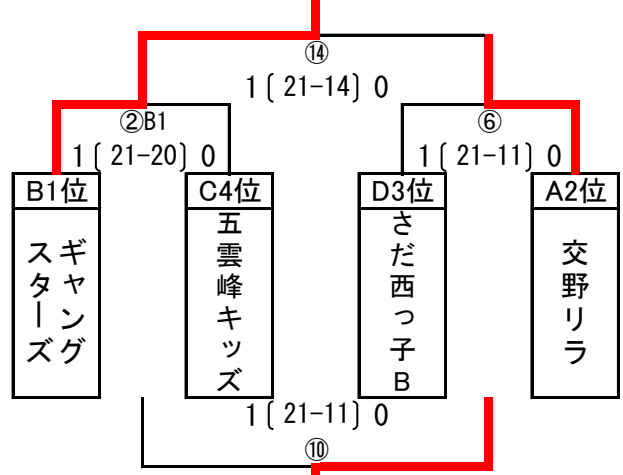 ⑭
1〔 21-14〕0
②B1
⑥
1〔 21-20〕0
1〔 21-11〕0
B1位
C4位
D3位
A2位
ギャング
スターズ
五雲峰キッズ
さだ西っ子B
交野リラ
1〔 21-11〕0
⑩